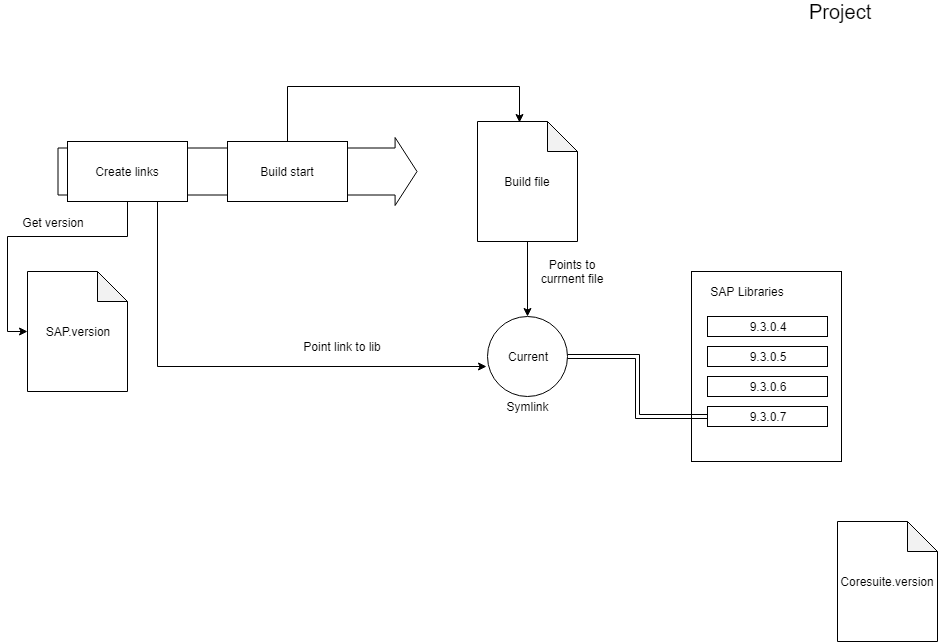 Project
Create links
Build start
Build file
Get version
Points to
currnent file
SAP Libraries
SAP.version
9.3.0.4
Point link to lib
Current
9.3.0.5
9.3.0.6
Symlink
9.3.0.7
Coresuite.version